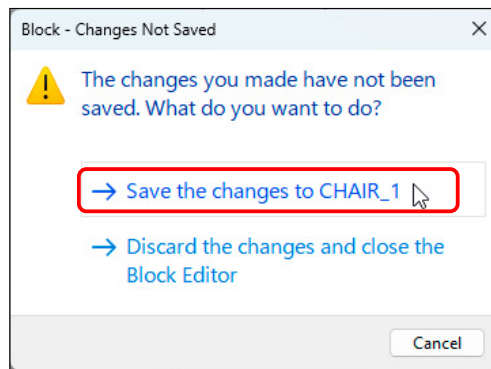 Block - Changes Not Saved
The changes you made have not been
saved. What do you want to do?
Save the changes to CHAIR_1
Discard the changes and close the
Block Editor
Cancel